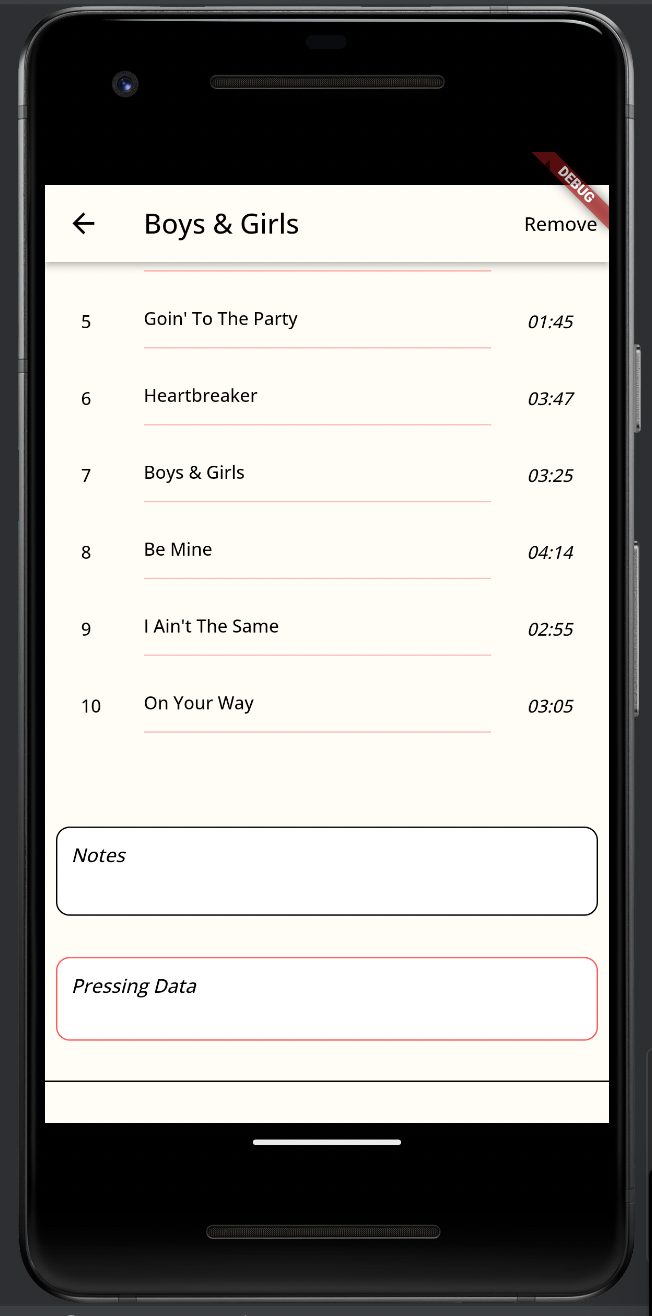 DEBUG
Boys & Girls Remove
5 Goin' To The Party 01:45
6 Heartbreaker 03:47
7 Boys & Girls 03:25
8 Be Mine 04:14
9 I Ain't The Same 02:55
10 On Your Way 03:05
Notes
Pressing Data